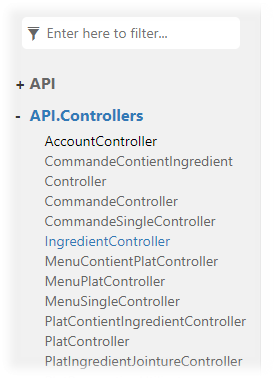 Enter here to filter...
+ API
- API.Controllers
AccountController
CommandeContientIngredient
Controller
CommandeController
CommandeSingleController
IngredientController
MenuContientPlatController
MenuPlatController
MenuSingleController
PlatContientIngredientController
PlatController
PlatIngredientJointureController